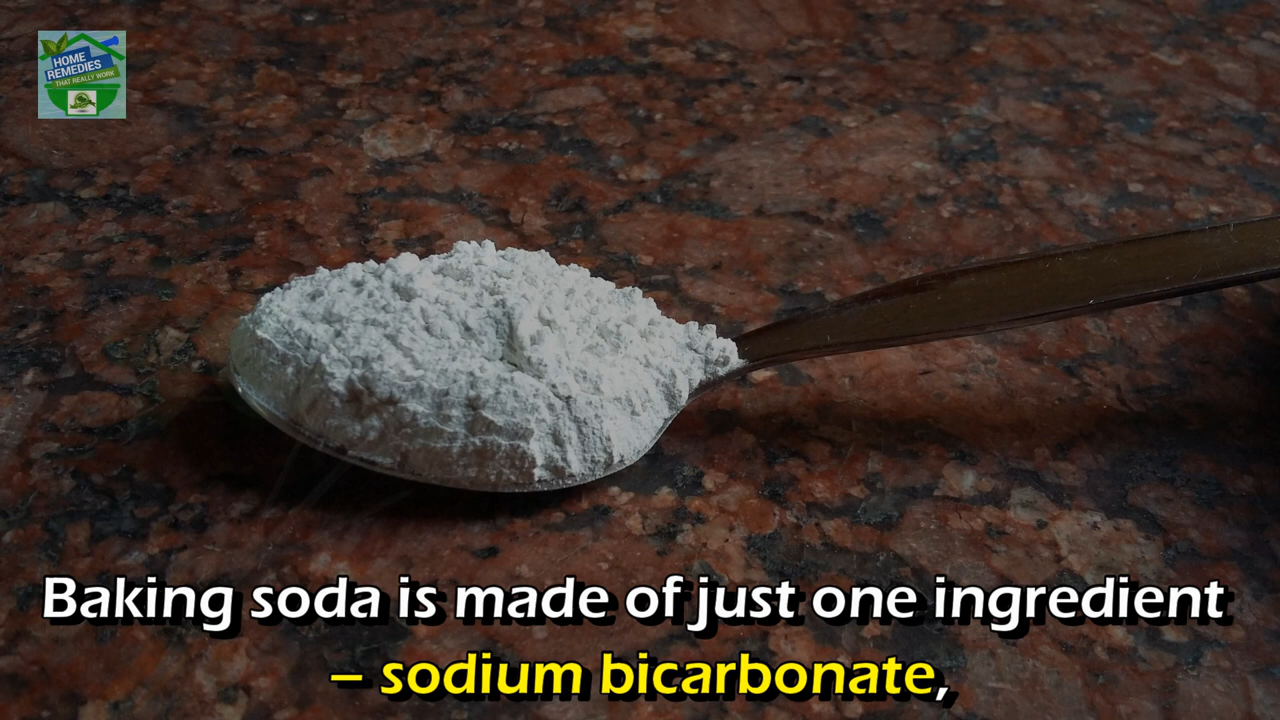 HOME
REMEDIES
THAT REALLY WORK
Baking soda is made of just one ingredient
– sodium bicarbonate,